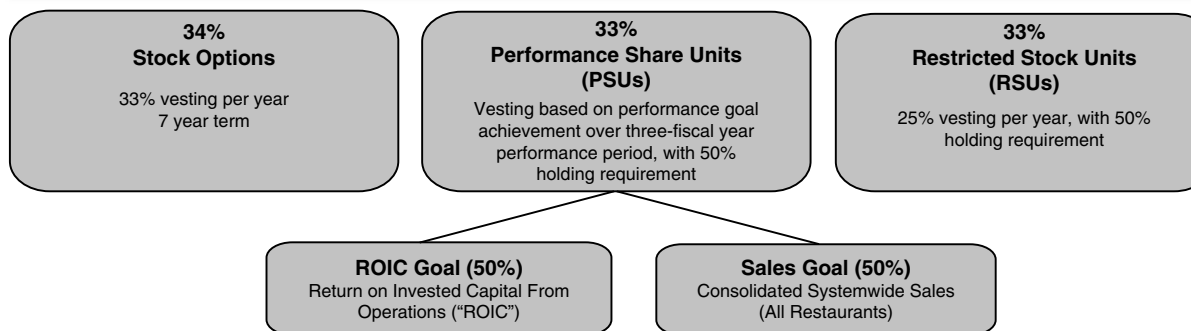 34%
Stock Options
33% vesting per year
7 year term
33%
Performance Share Units
(PSUs)
Vesting based on performance goal
achievement over three-fiscal year
performance period, with 50%
holding requirement
33%
Restricted Stock Units
(RSUs)
25% vesting per year, with 50%
holding requirement
ROIC Goal (50%)
Return on Invested Capital From
Operations (“ROIC”)
Sales Goal (50%)
Consolidated Systemwide Sales
(All Restaurants)